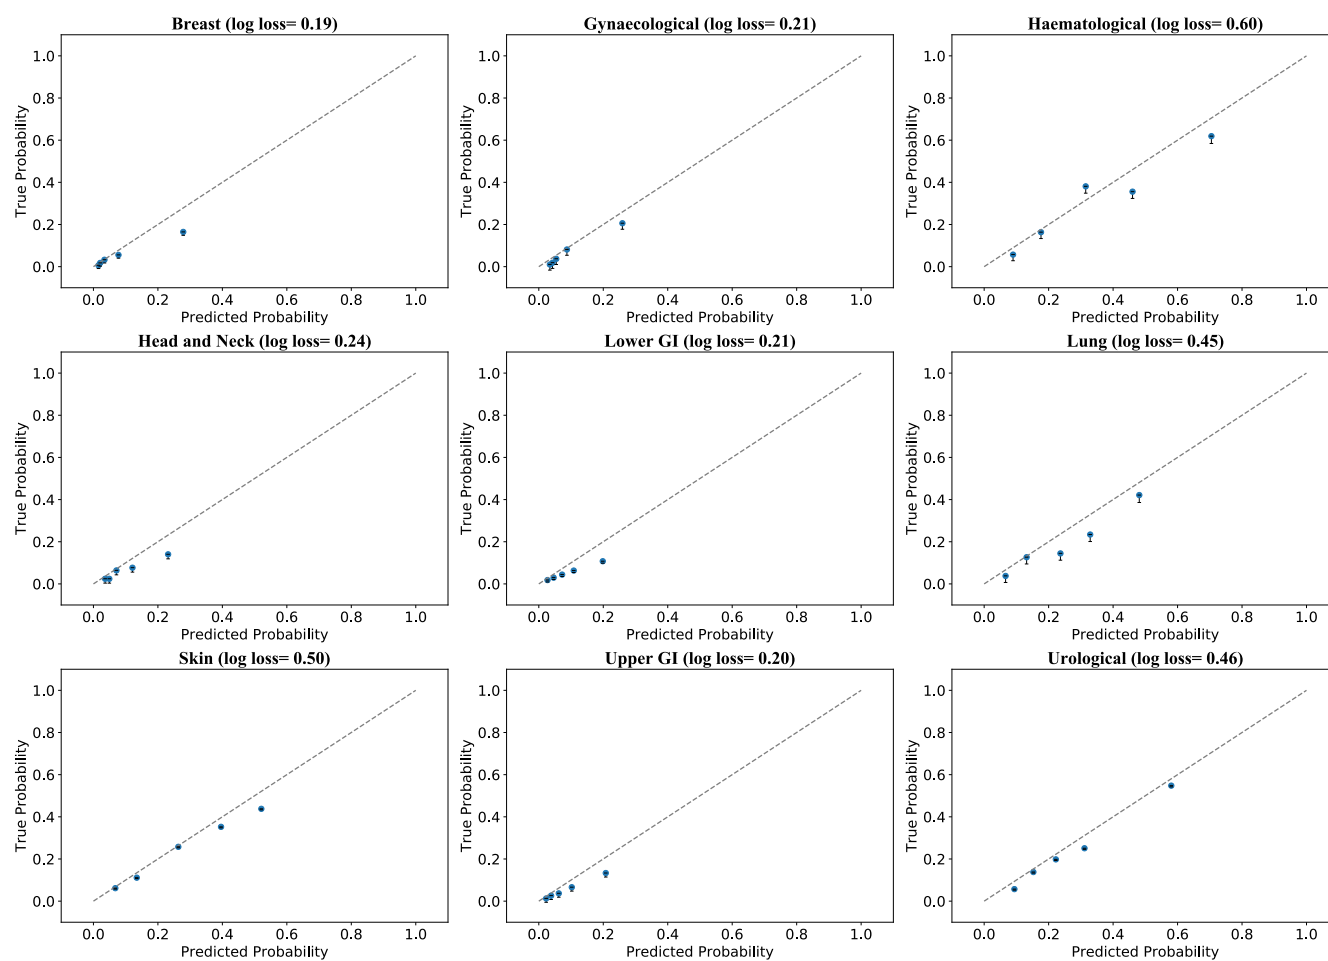 Breast (log loss= 0.19)
True Probability
1.0
0.8
0.6
0.4
0.2
0.0
0.0 0.2 0.4 0.6 0.8 1.0
Predicted Probability
Gynaecological (log loss= 0.21)
True Probability
1.0
0.8
0.6
0.4
0.2
0.0
0.0 0.2 0.4 0.6 0.8 1.0
Predicted Probability
Haematological (log loss= 0.60)
True Probability
1.0
0.8
0.6
0.4
0.2
0.0
0.0 0.2 0.4 0.6 0.8 1.0
Predicted Probability
Head and Neck (log loss= 0.24)
True Probability
1.0
0.8
0.6
0.4
0.2
0.0
0.0 0.2 0.4 0.6 0.8 1.0
Predicted Probability
Lower GI (log loss= 0.21)
True Probability
1.0
0.8
0.6
0.4
0.2
0.0
0.0 0.2 0.4 0.6 0.8 1.0
Predicted Probability
Lung (log loss= 0.45)
True Probability
1.0
0.8
0.6
0.4
0.2
0.0
0.0 0.2 0.4 0.6 0.8 1.0
Predicted Probability
Skin (log loss= 0.50)
True Probability
1.0
0.8
0.6
0.4
0.2
0.0
0.0 0.2 0.4 0.6 0.8 1.0
Predicted Probability
Upper GI (log loss= 0.20)
True Probability
1.0
0.8
0.6
0.4
0.2
0.0
0.0 0.2 0.4 0.6 0.8 1.0
Predicted Probability
Urological (log loss= 0.46)
True Probability
1.0
0.8
0.6
0.4
0.2
0.0
0.0 0.2 0.4 0.6 0.8 1.0
Predicted Probability